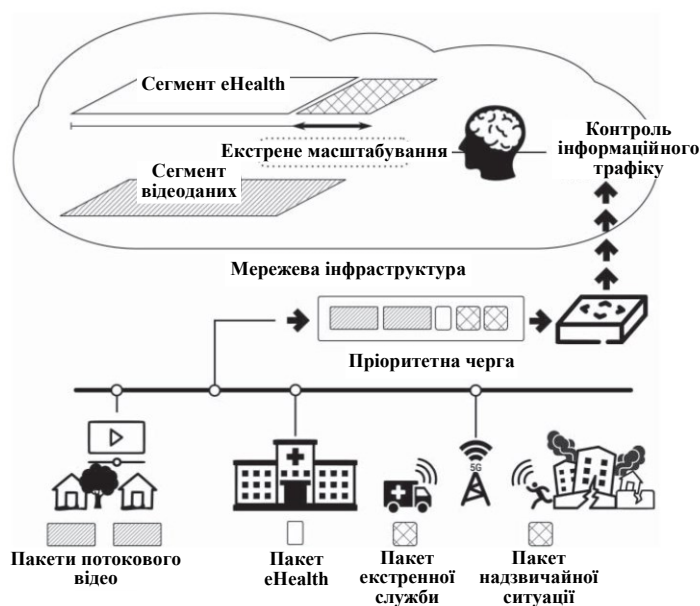 Сегмент eHealth
Екстрене масштабування
Контроль
інформаційного
трафіку
Сегмент
відеоданих
Мережева інфраструктура
Пріоритетна черга
5G
Пакети потокового
відео
Пакет
eHealth
Пакет
екстренної
служби
Пакет
надзвичайної
ситуації